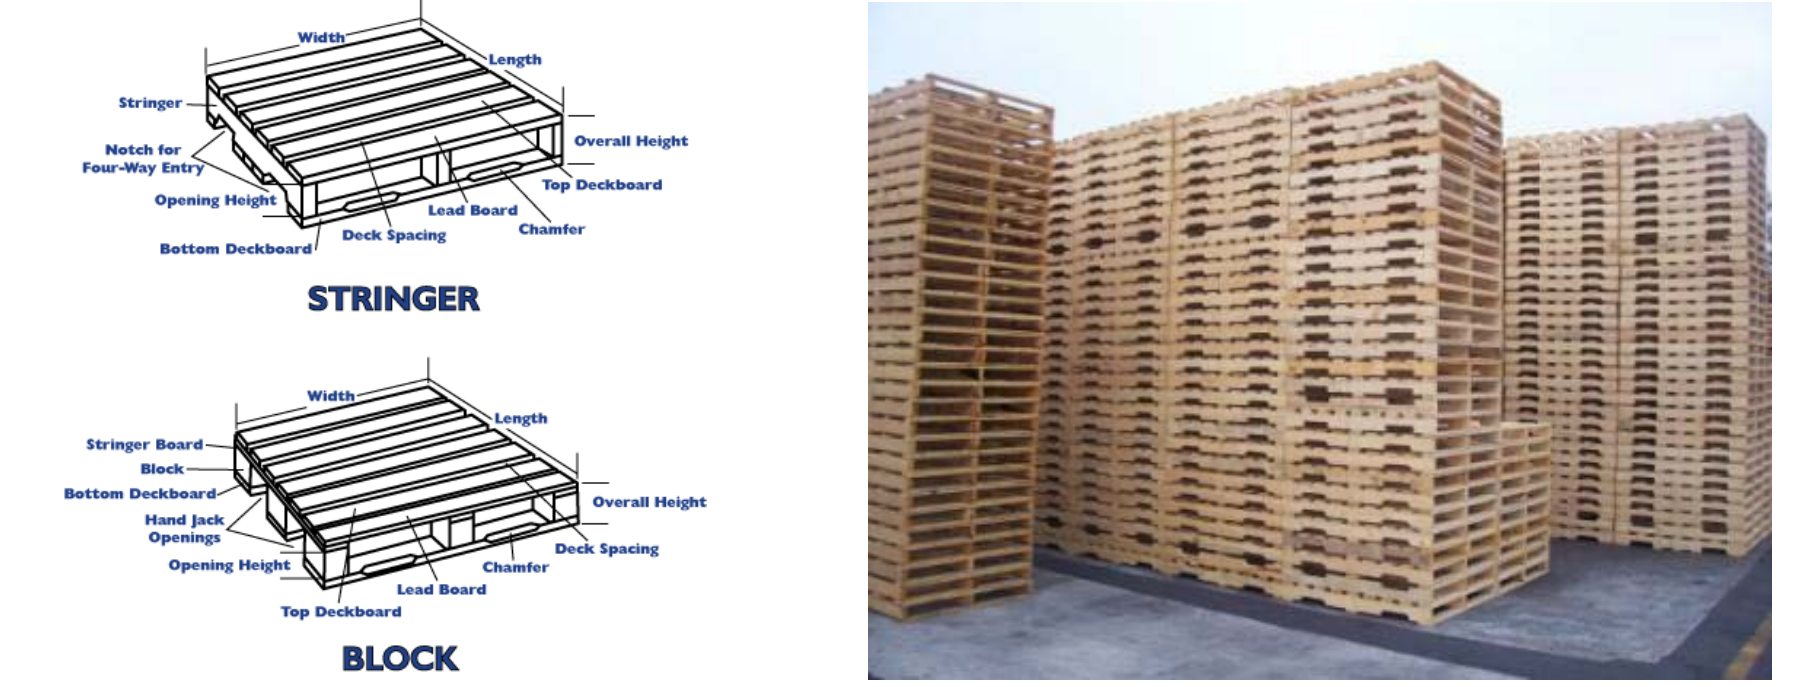 Width
Length
Stringer
Notch for
Four-Way Entry
Overall Height
Top Deckboard
Opening Height
Lead Board
Chamfer
Deck Spacing
Bottom Deckboard
STRINGER
Width
Length
Stringer Board
Block
Bottom Deckboard
Overall Height
Hand Jack
Openings
Deck Spacing
Opening Height
Chamfer
Lead Board
Top Deckboard
BLOCK